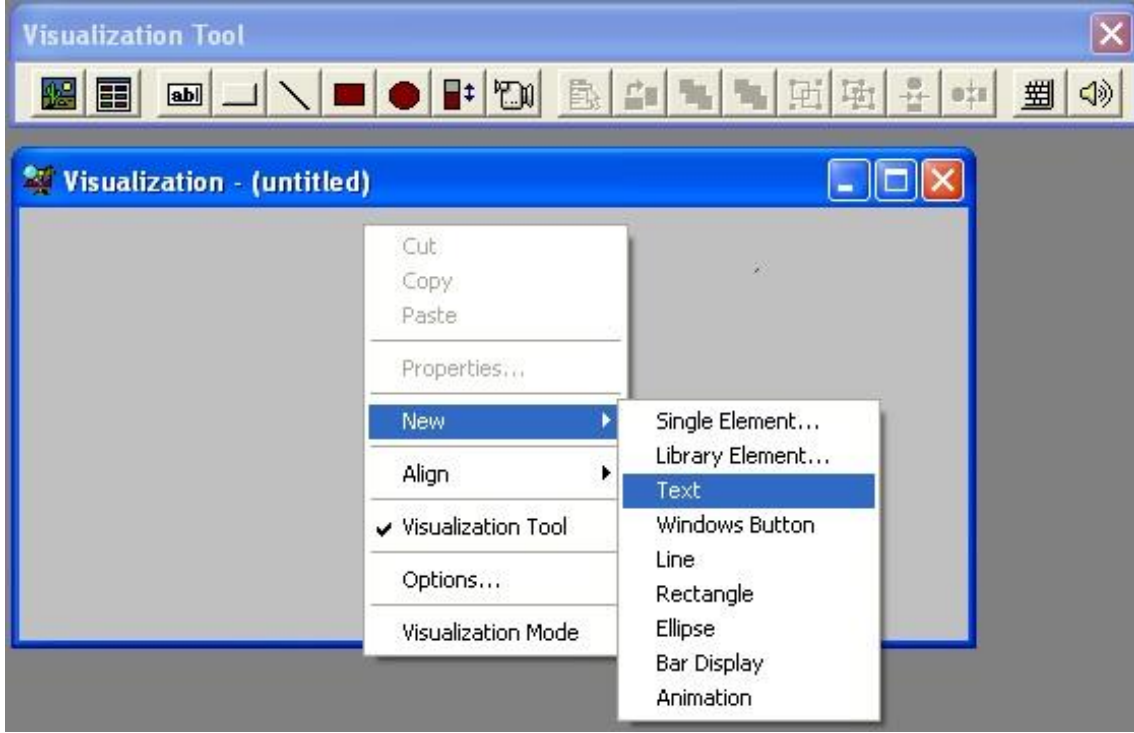 Visualization Tool
ab
Visualization - (untitled)
Cut
Copy
Paste
Properties...
New
Align
Visualization Tool
Options...
Visualization Mode
Single Element...
Library Element...
Text
Windows Button
Line
Rectangle
Ellipse
Bar Display
Animation